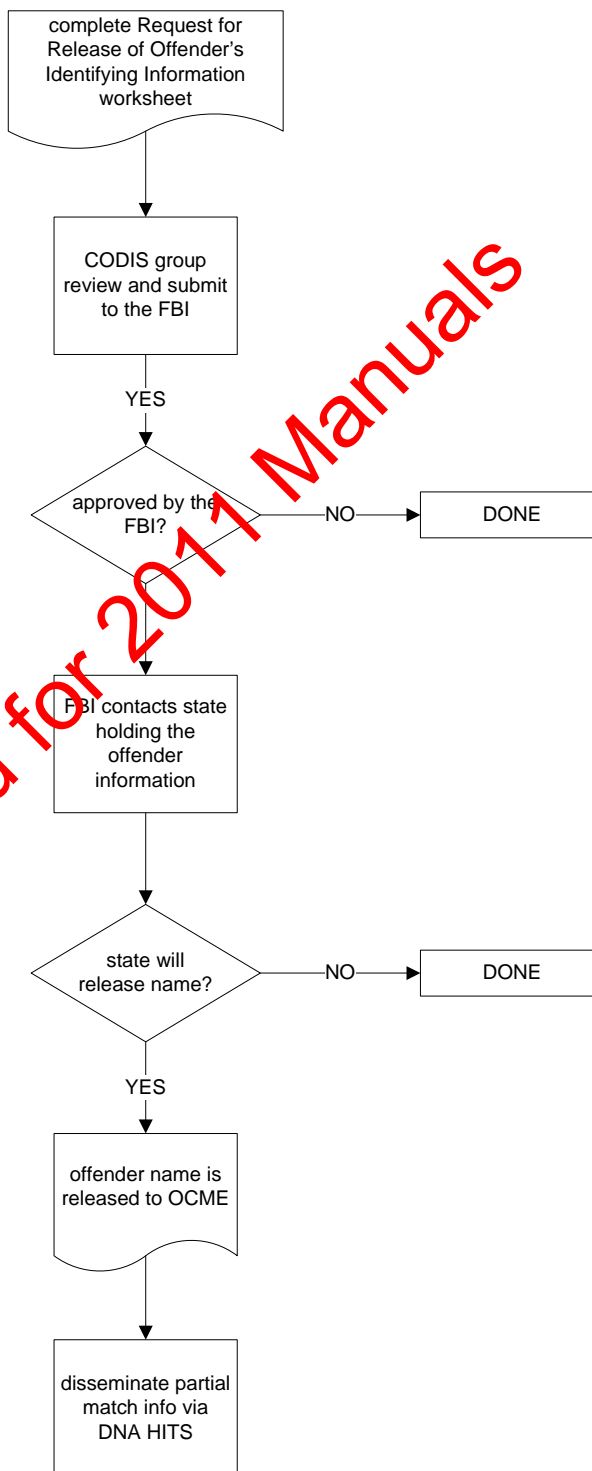 complete Request for
Release of Offender's
Identifying Information
worksheet
CODIS group
review and submit
to the FBI
YES
approved by the
FBI?
NO
DONE
FBI contacts state
holding the
offender
information
state will
release name?
NO
DONE
YES
offender name is
released to OCME
disseminate partial
match info via
DNA HITS
for 2011 Manuals